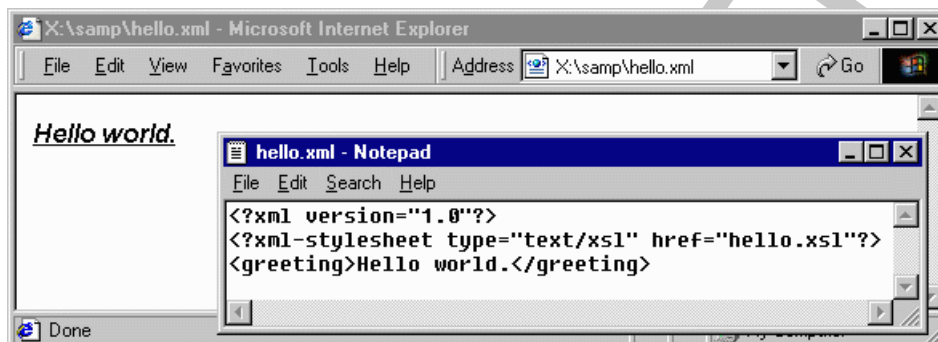 X:\samp\hello.xml - Microsoft Internet Explorer
File Edit View Favorites Tools Help Address X:\samp\hello.xml Go
Hello world.
hello.xml - Notepad
File Edit Search Help
<?xml version="1.0"?>
<?xml-stylesheet type="text/xsl" href="hello.xsl"?>
<greeting>Hello world.</greeting>
Done